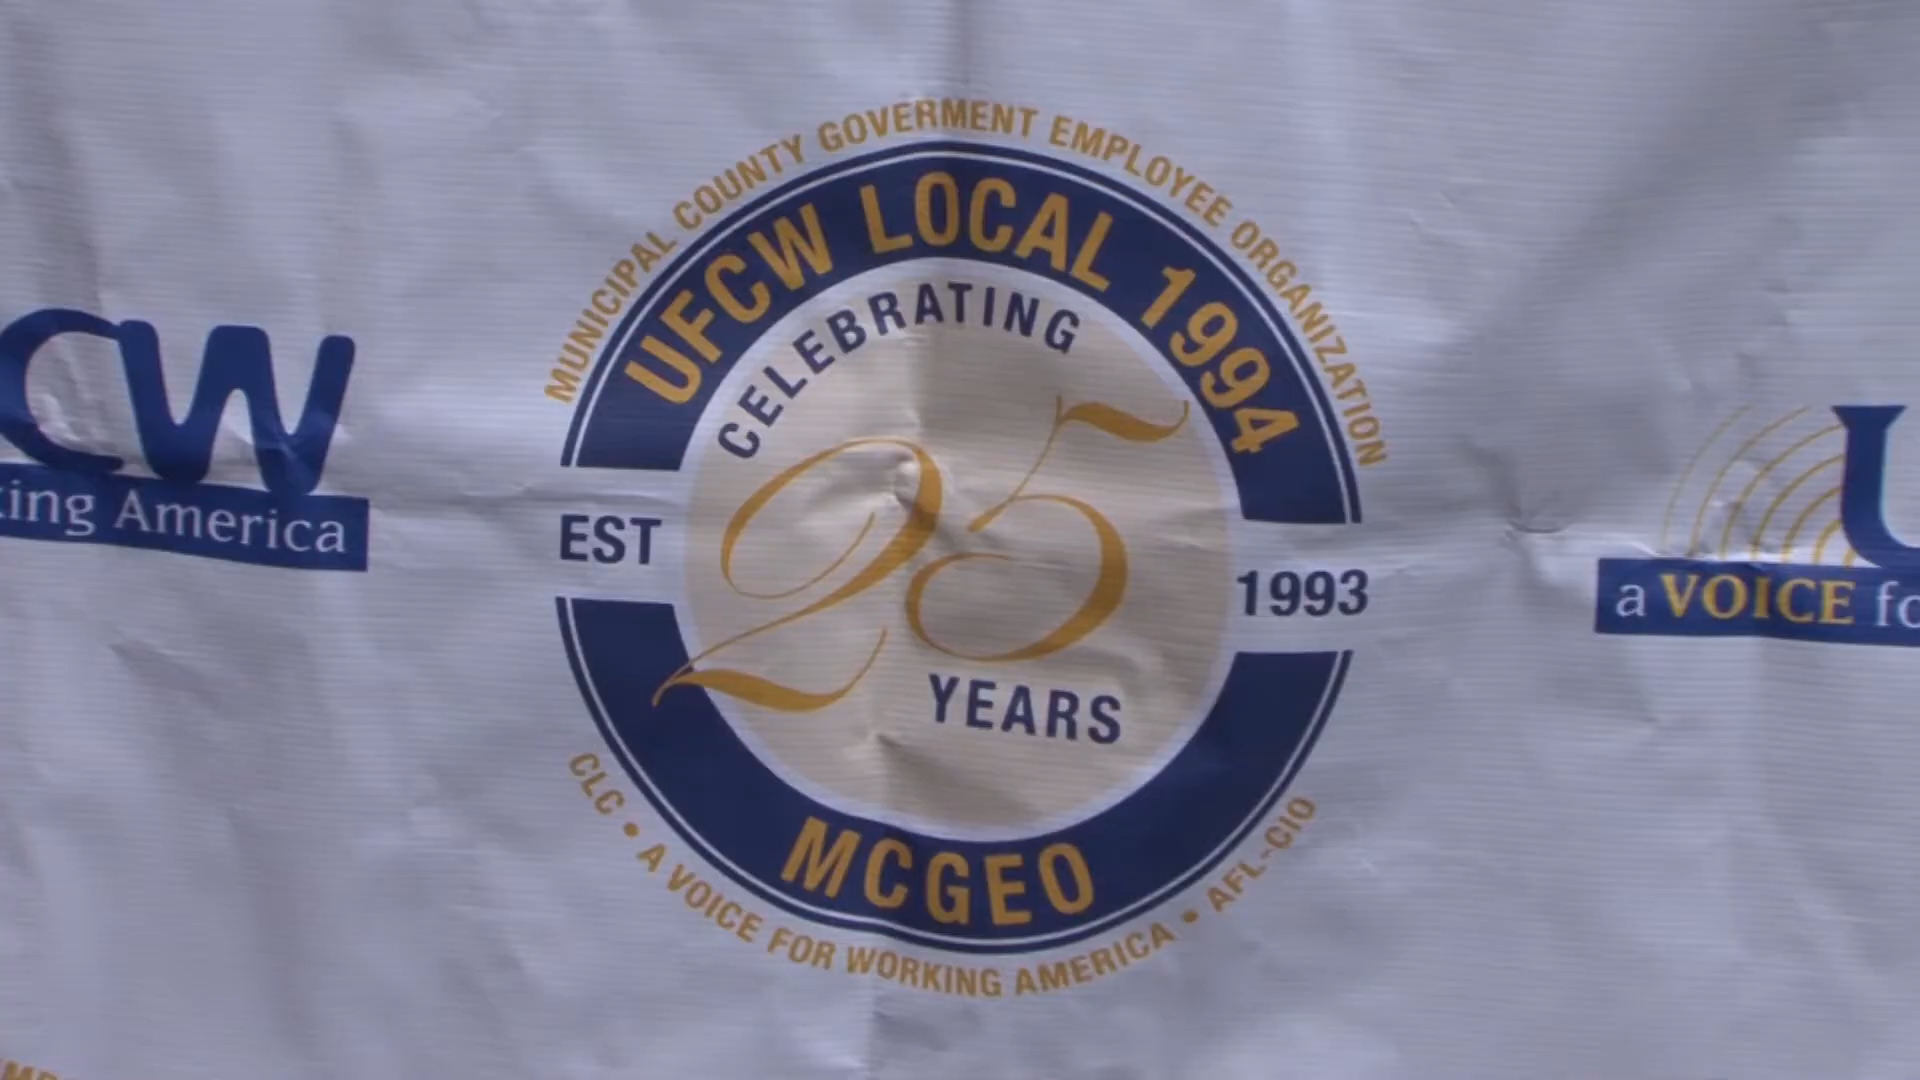 MUNICIPAL COUNTY GOVERMENT EMPLOYEE ORGANIZATION
UFCW LOCAL 1994
CELEBRATING
25
YEARS
EST
1993
MCGEO
CLC • A VOICE FOR WORKING AMERICA • AFL-CIO
CW
king America
U
a VOICE fo